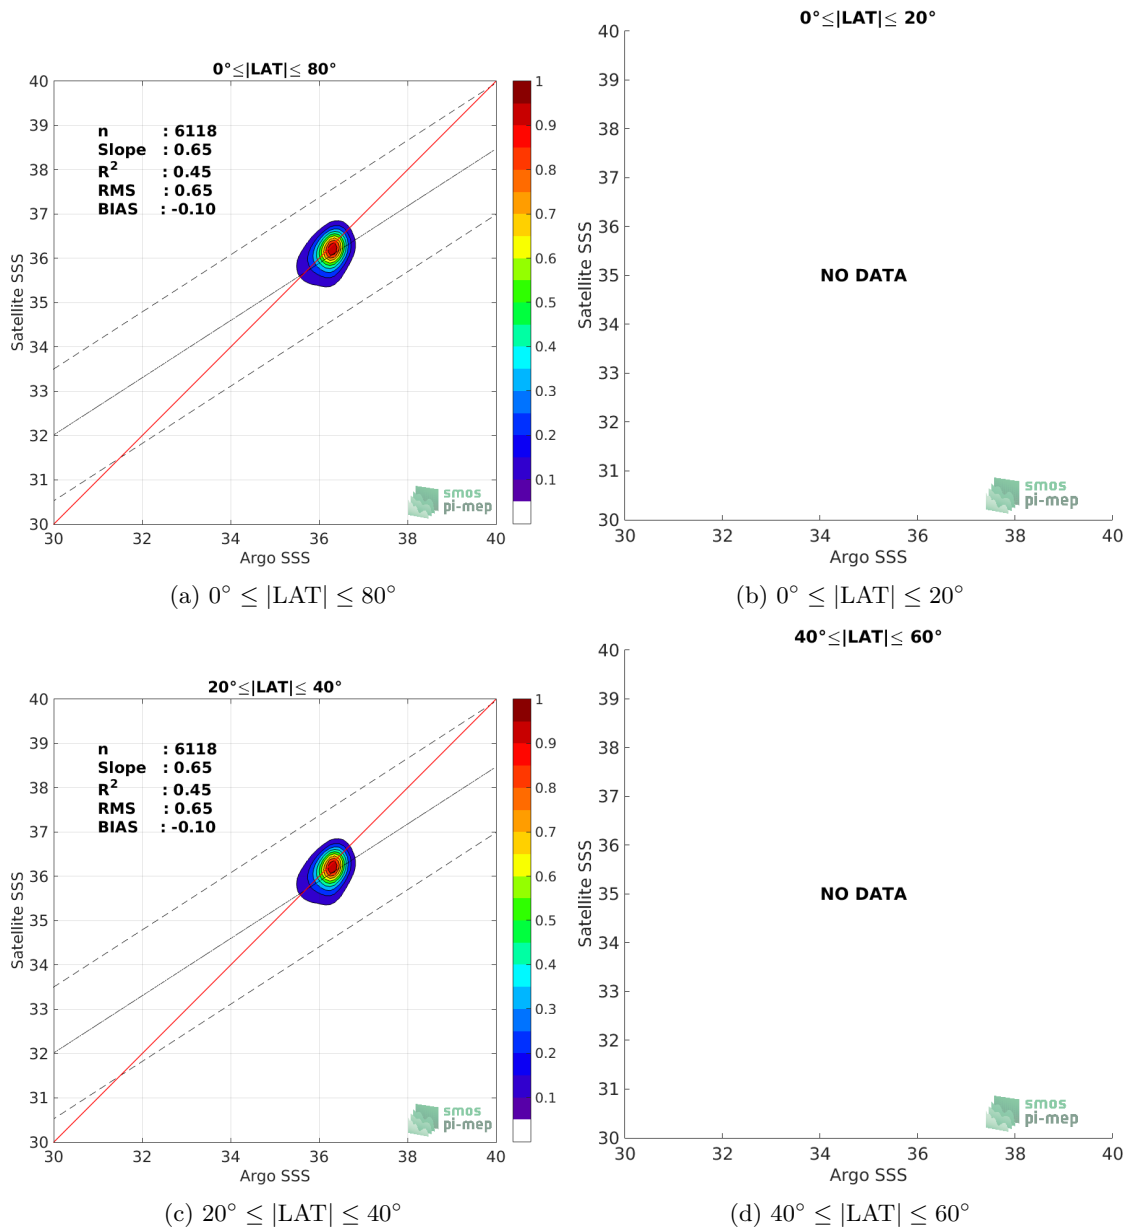 0°≤|LAT|≤ 80°
40
39
38
37
36
35
34
33
32
31
30
Satellite SSS
n : 6118
Slope : 0.65
R² : 0.45
RMS : 0.65
BIAS : -0.10
smos
pi-mep
30 32 34 36 38 40
Argo SSS
1
0.9
0.8
0.7
0.6
0.5
0.4
0.3
0.2
0.1
(a) 0° ≤ |LAT| ≤ 80°
0°≤|LAT|≤ 20°
40
39
38
37
36
35
34
33
32
31
30
Satellite SSS
NO DATA
smos
pi-mep
30 32 34 36 38 40
Argo SSS
(b) 0° ≤ |LAT| ≤ 20°
20°≤|LAT|≤ 40°
40
39
38
37
36
35
34
33
32
31
30
Satellite SSS
n : 6118
Slope : 0.65
R² : 0.45
RMS : 0.65
BIAS : -0.10
smos
pi-mep
30 32 34 36 38 40
Argo SSS
1
0.9
0.8
0.7
0.6
0.5
0.4
0.3
0.2
0.1
(c) 20° ≤ |LAT| ≤ 40°
40°≤|LAT|≤ 60°
40
39
38
37
36
35
34
33
32
31
30
Satellite SSS
NO DATA
smos
pi-mep
30 32 34 36 38 40
Argo SSS
(d) 40° ≤ |LAT| ≤ 60°